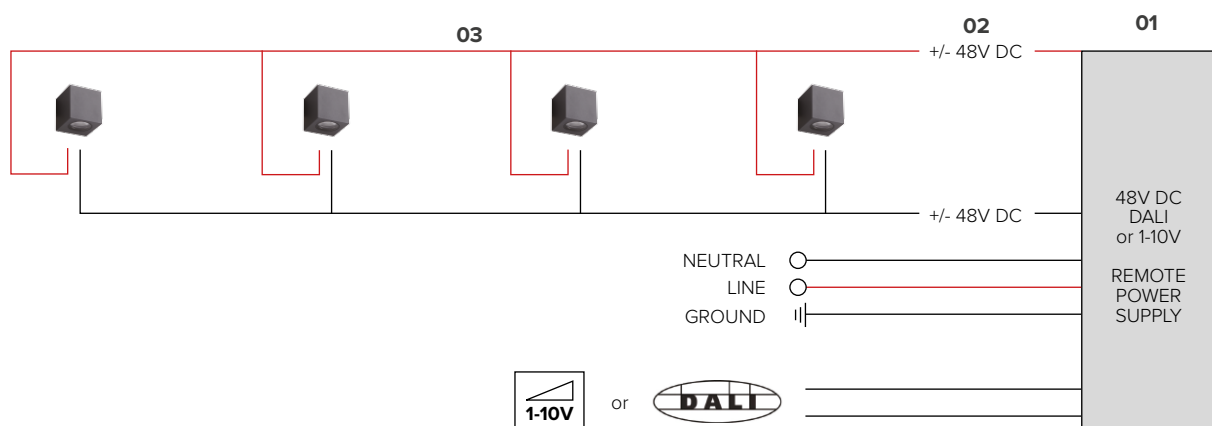 03
02
01
+/- 48V DC
+/- 48V DC
48V DC
DALI
or 1-10V
REMOTE
POWER
SUPPLY
NEUTRAL
LINE
GROUND
1-10V
or
DALI